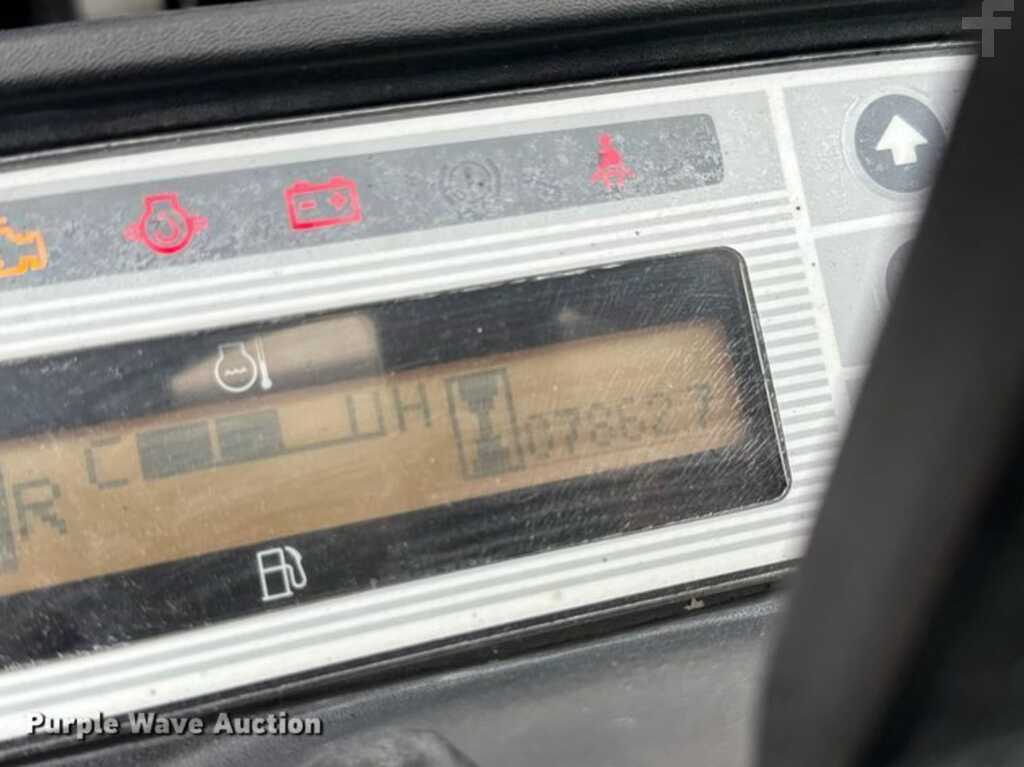 C H 078627
R
Purple Wave Auction